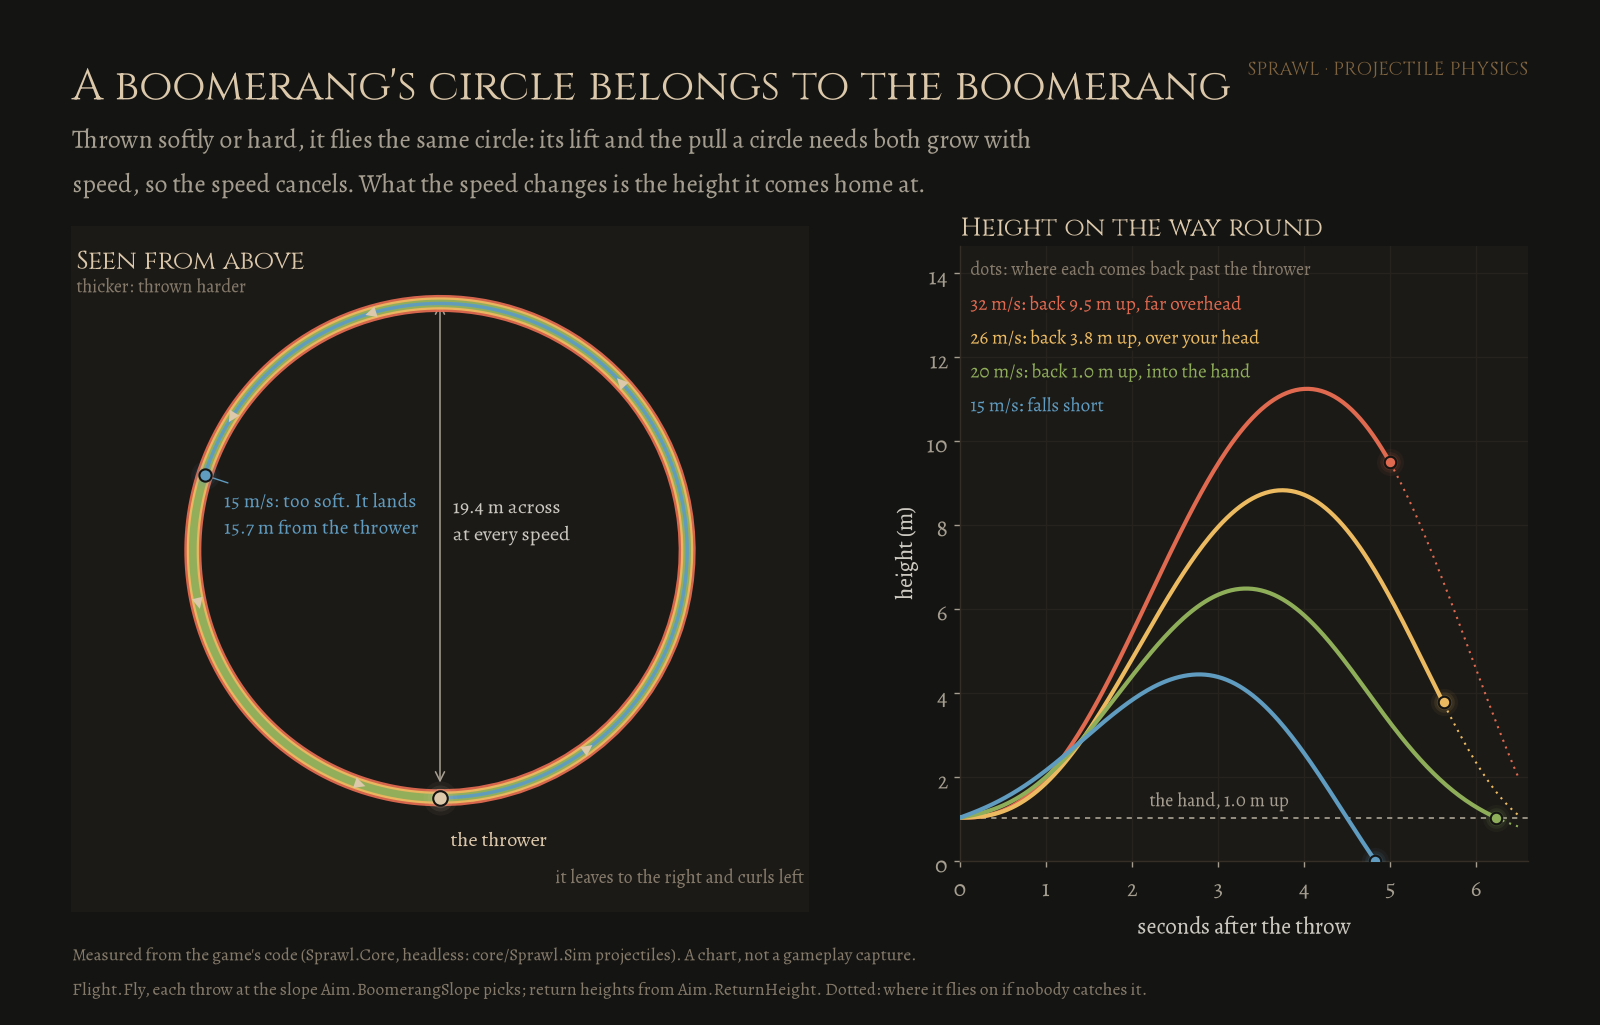 A BOOMERANG'S CIRCLE BELONGS TO THE BOOMERANG
SPRAWL · PROJECTILE PHYSICS
Thrown softly or hard, it flies the same circle: its lift and the pull a circle needs both grow with
speed, so the speed cancels. What the speed changes is the height it comes home at.
SEEN FROM ABOVE
thicker: thrown harder
15 m/s: too soft. It lands
15.7 m from the thrower
19.4 m across
at every speed
the thrower
it leaves to the right and curls left
HEIGHT ON THE WAY ROUND
dots: where each comes back past the thrower
32 m/s: back 9.5 m up, far overhead
26 m/s: back 3.8 m up, over your head
20 m/s: back 1.0 m up, into the hand
15 m/s: falls short
14
12
10
8
6
4
2
0
height (m)
the hand, 1.0 m up
0 1 2 3 4 5 6
seconds after the throw
Measured from the game's code (Sprawl.Core, headless: core/Sprawl.Sim projectiles). A chart, not a gameplay capture.
Flight.Fly, each throw at the slope Aim.BoomerangSlope picks; return heights from Aim.ReturnHeight. Dotted: where it flies on if nobody catches it.